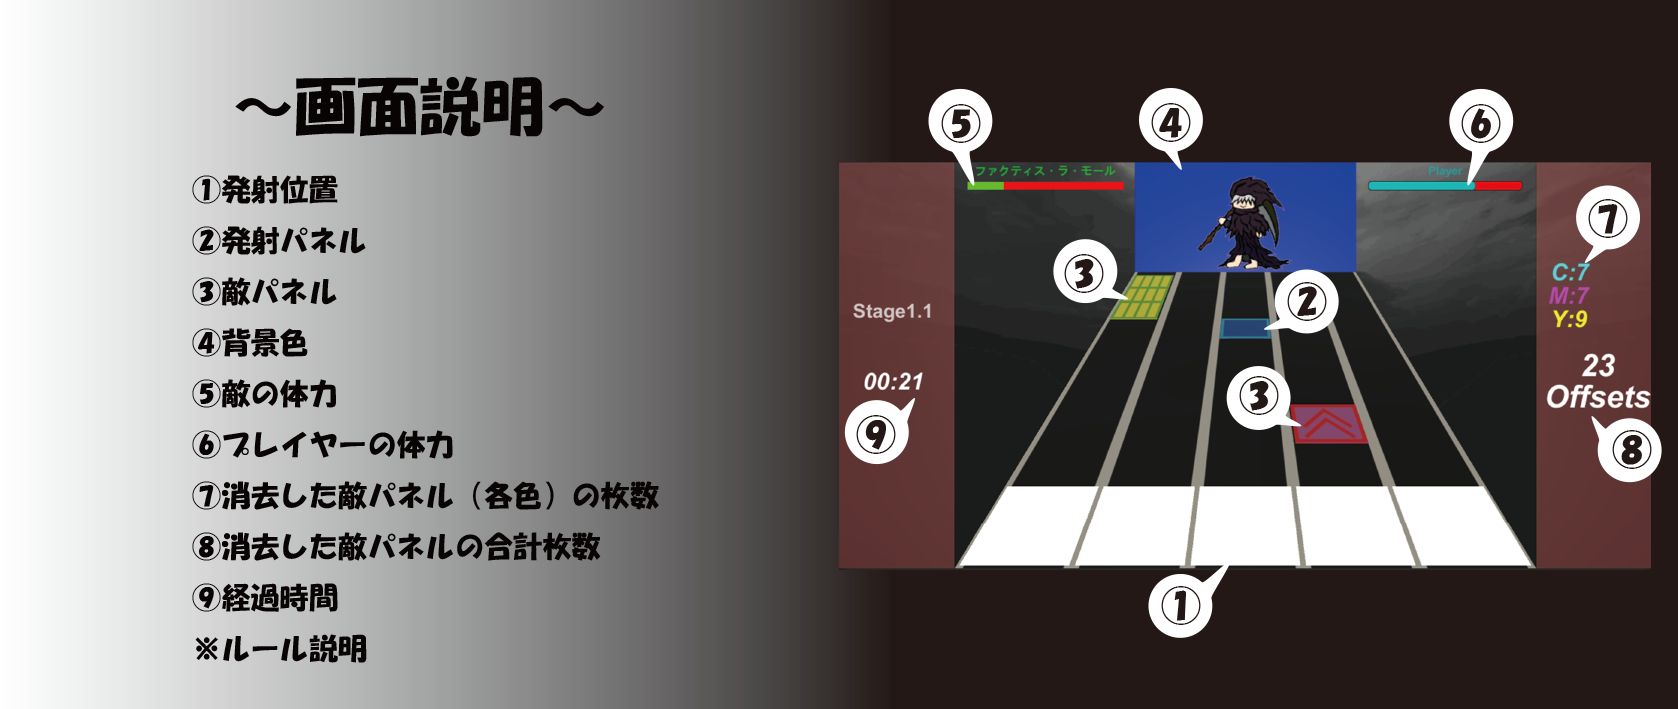 ～画面説明～
①発射位置
②発射パネル
③敵パネル
④背景色
⑤敵の体力
⑥プレイヤーの体力
⑦消去した敵パネル（各色）の枚数
⑧消去した敵パネルの合計枚数
⑨経過時間
※ルール説明
⑤
④
⑥
ファクティス・ラ・モール
Player
⑦
③
C:7
②
M:7
Stage1.1
Y:9
00:21
23
③
Offsets
⑨
⑧
①